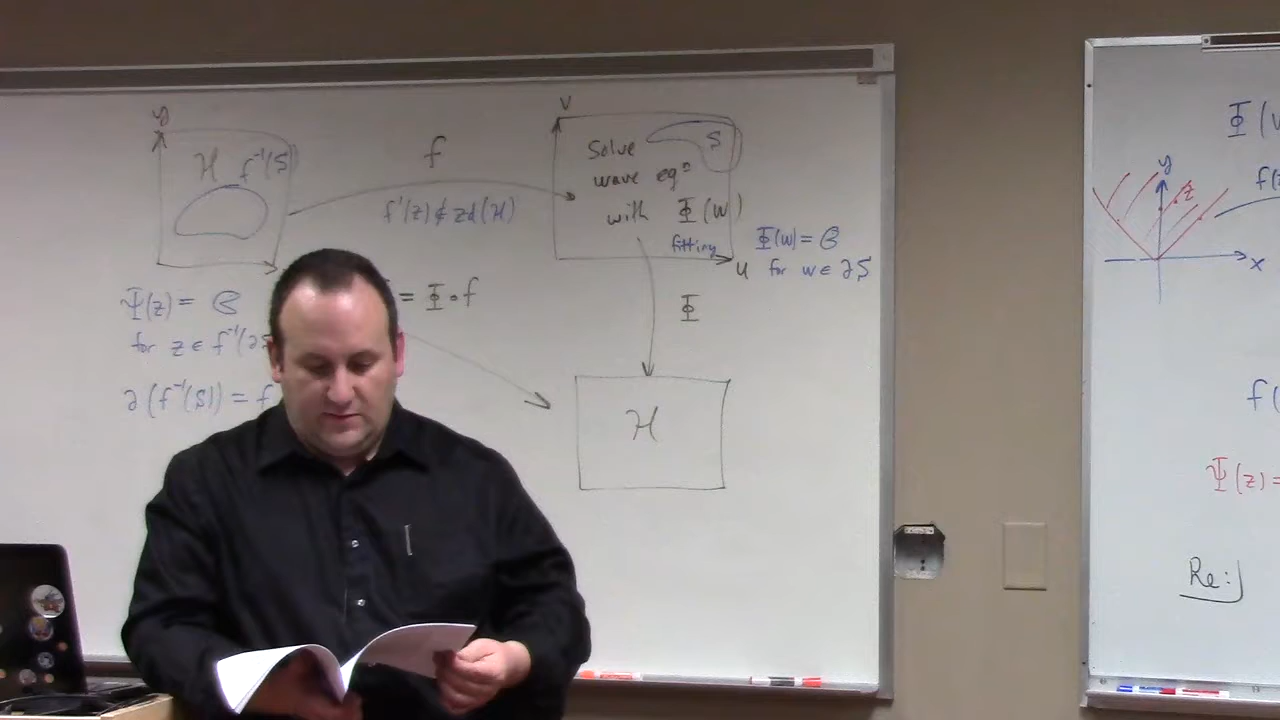 y
ℋ f⁻¹(S)
f
f'(z) ∉ zd(ℋ)
V
Solve
S
wave eqⁿ
with Φ(w)
fitting
u
Φ(w) =
for w ∈ ∂S
Ψ(z) =
for z ∈ f⁻¹(∂S
∂(f⁻¹(S)) = f
= Φ∘f
Φ
ℋ
Φ(
y
z
x
f(
f(
Ψ(z) =
Re: